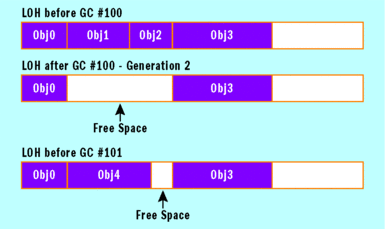 LOH before GC #100
Obj0 Obj1 Obj2 Obj3
LOH after GC #100 - Generation 2
Obj0 Obj3
Free Space
LOH before GC #101
Obj0 Obj4 Obj3
Free Space